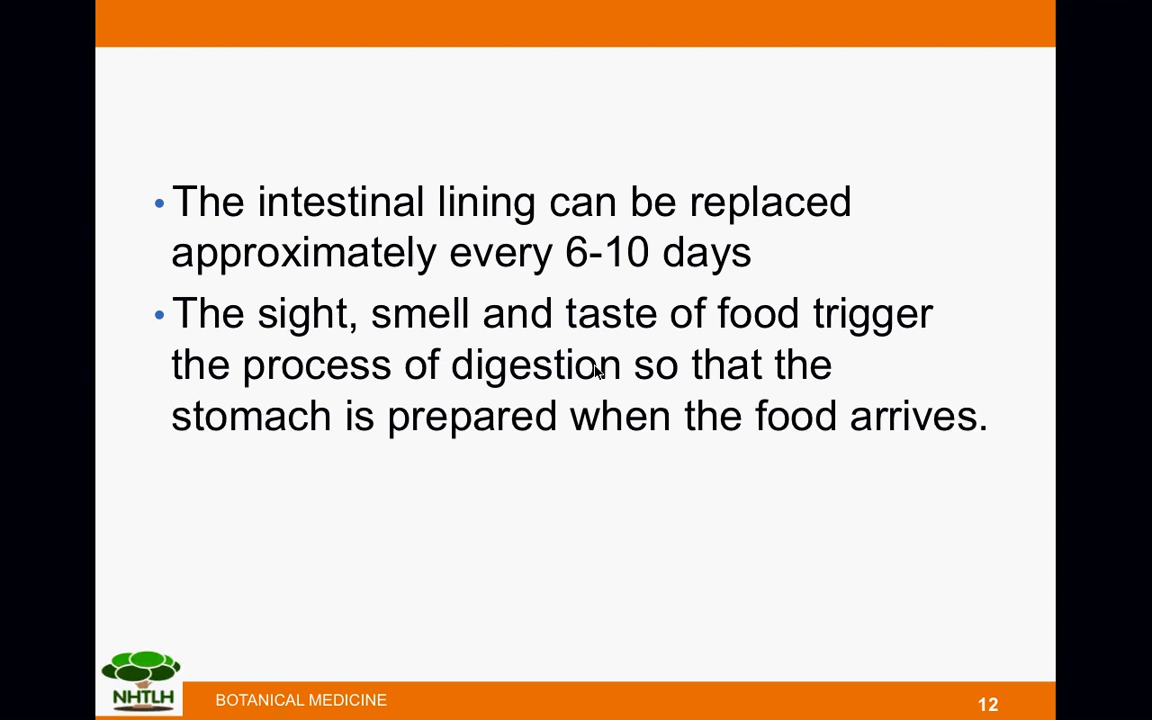 • The intestinal lining can be replaced
approximately every 6-10 days
• The sight, smell and taste of food trigger
the process of digestion so that the
stomach is prepared when the food arrives.
NHTLH
BOTANICAL MEDICINE
12